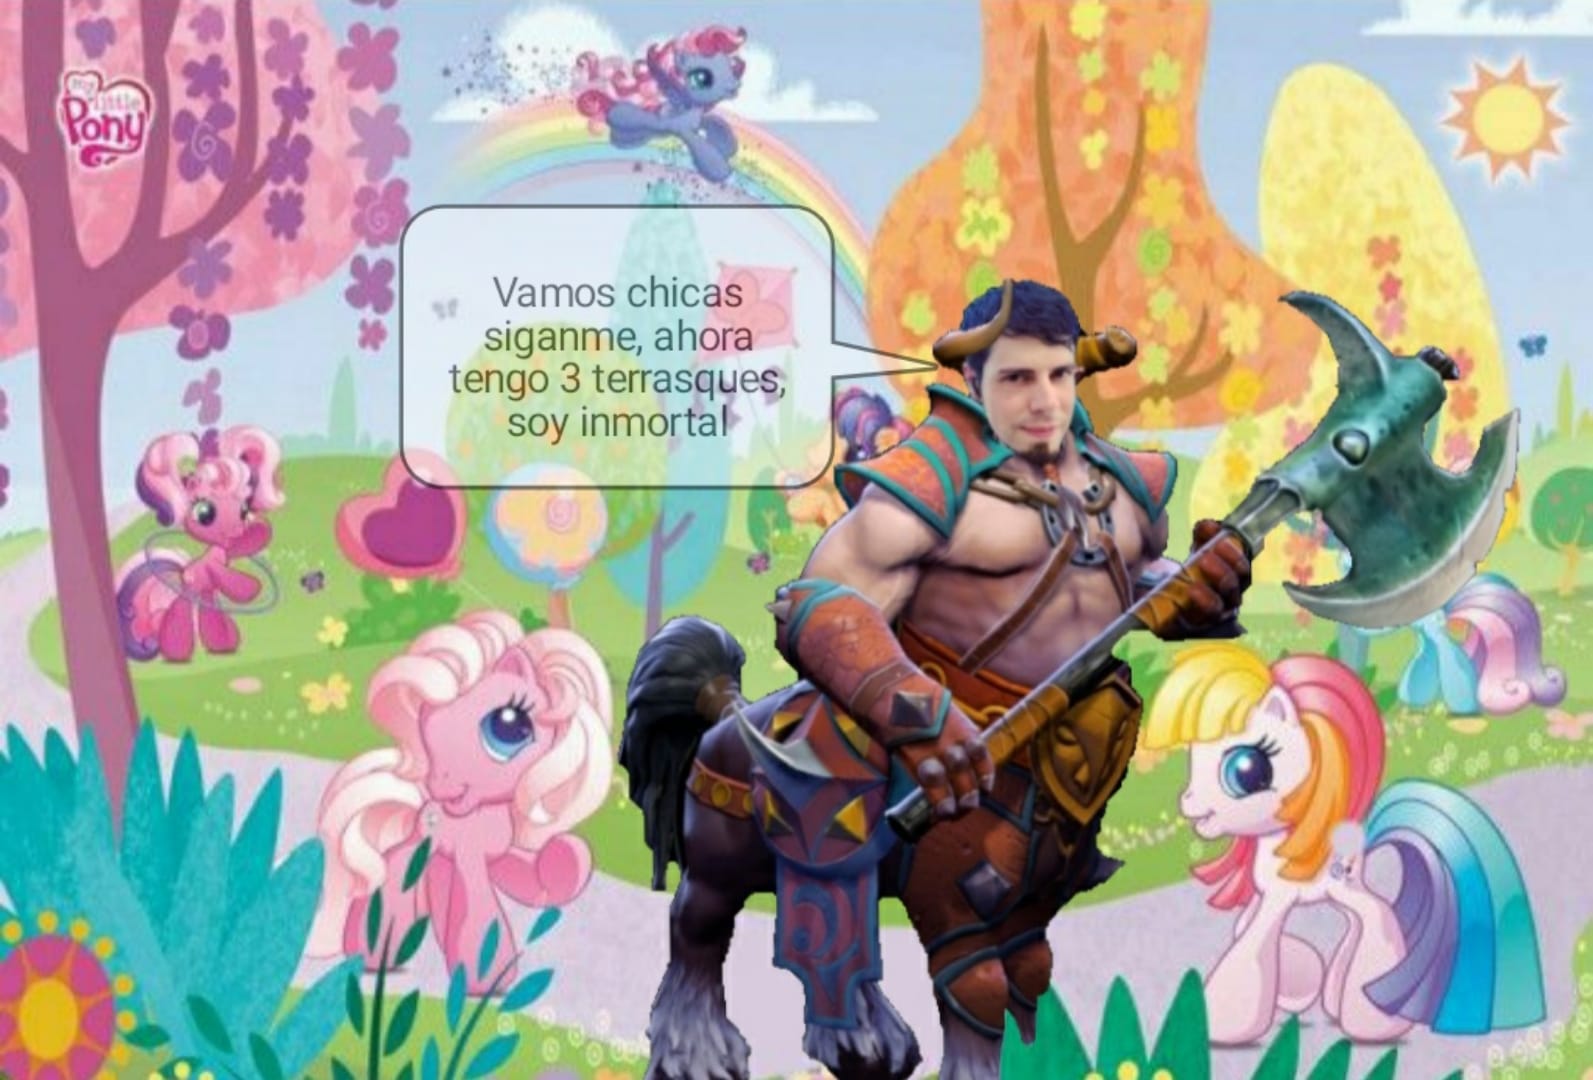 my
little
Pony
Vamos chicas
siganme, ahora
tengo 3 terrasques,
soy inmortal